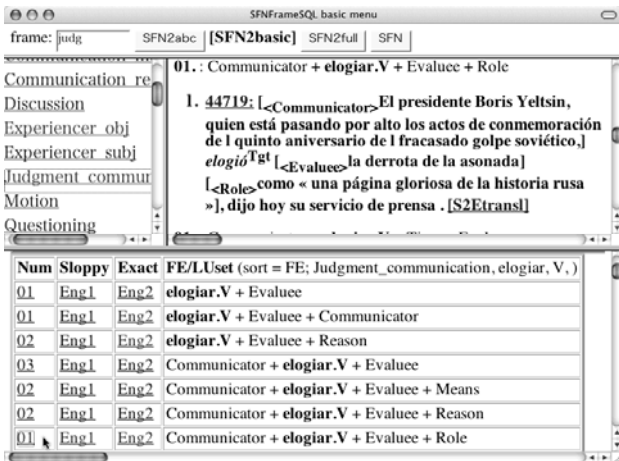 SFNFrameSQL basic menu
frame: judg SFN2abc [SFN2basic] SFN2full SFN
Communication re
Discussion
Experiencer obj
Experiencer subj
Judgment commun
Motion
Questioning
01. : Communicator + elogiar.V + Evaluee + Role
1. 44719: [<Communicator>El presidente Boris Yeltsin,
quien está pasando por alto los actos de conmemoración
de l quinto aniversario de l fracasado golpe soviético,]
elogióTgt [<Evaluee>la derrota de la asonada]
[<Role>como « una página gloriosa de la historia rusa
»], dijo hoy su servicio de prensa . [S2Etransl]
Num Sloppy Exact FE/LUset (sort = FE; Judgment_communication, elogiar, V, )
01 Eng1 Eng2 elogiar.V + Evaluee
01 Eng1 Eng2 elogiar.V + Evaluee + Communicator
02 Eng1 Eng2 elogiar.V + Evaluee + Reason
03 Eng1 Eng2 Communicator + elogiar.V + Evaluee
02 Eng1 Eng2 Communicator + elogiar.V + Evaluee + Means
02 Eng1 Eng2 Communicator + elogiar.V + Evaluee + Reason
01 Eng1 Eng2 Communicator + elogiar.V + Evaluee + Role